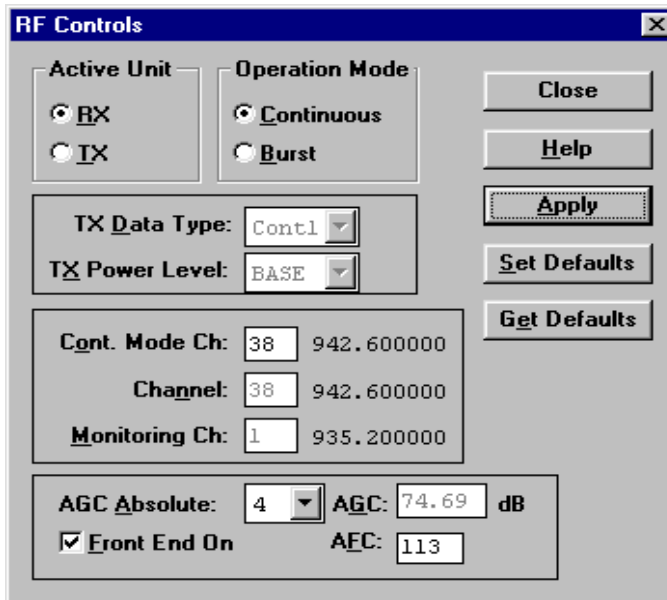 RF Controls
Active Unit
RX
TX
Operation Mode
Continuous
Burst
Close
Help
Apply
Set Defaults
Get Defaults
TX Data Type: Cont1
TX Power Level: BASE
Cont. Mode Ch: 38 942.600000
Channel: 38 942.600000
Monitoring Ch: 1 935.200000
AGC Absolute: 4 AGC: 74.69 dB
Front End On AFC: 113